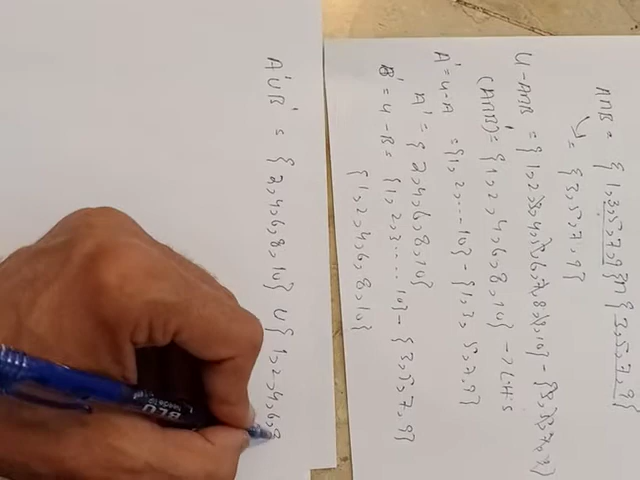 A∩B = {1,3,5,7,9} ∩ {3,5,7,9}
= {3,5,7,9}
U-A∩B = {1,2,3,4,5,6,7,8,9,10} - {3,5,7,9}
(A∩B)' = {1,2,4,6,8,10} → LHS
A' = U-A = {1,2,....10} - {1,3,5,7,9}
A' = {2,4,6,8,10}
B' = U-B = {1,2,3....10} - {3,5,7,9}
{1,2,4,6,8,10}
A'∪B' = {2,4,6,8,10} ∪ {1,2,4,6,8
BLU